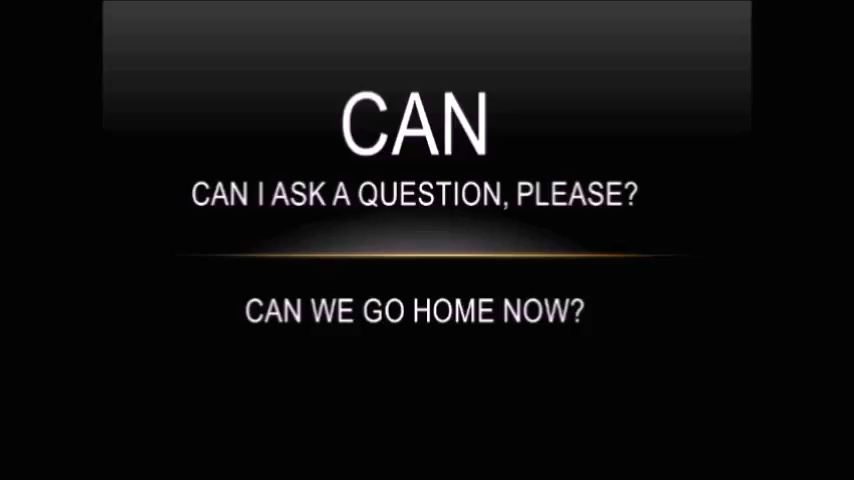 CAN
CAN I ASK A QUESTION, PLEASE?
CAN WE GO HOME NOW?